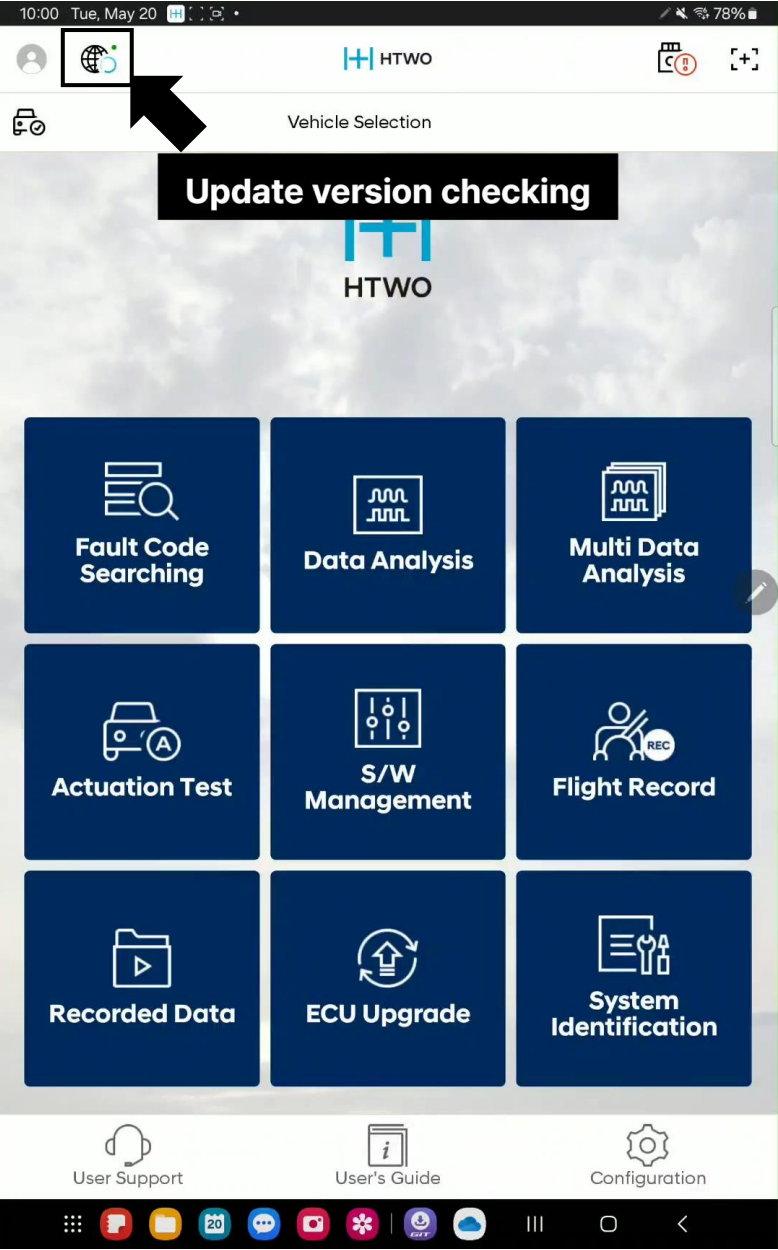 10:00 Tue, May 20
78%
HTWO
Vehicle Selection
Update version checking
HTWO
Fault Code
Searching
Data Analysis
Multi Data
Analysis
A
Actuation Test
S/W
Management
REC
Flight Record
Recorded Data
ECU Upgrade
System
Identification
User Support
i
User's Guide
Configuration
20
GIT